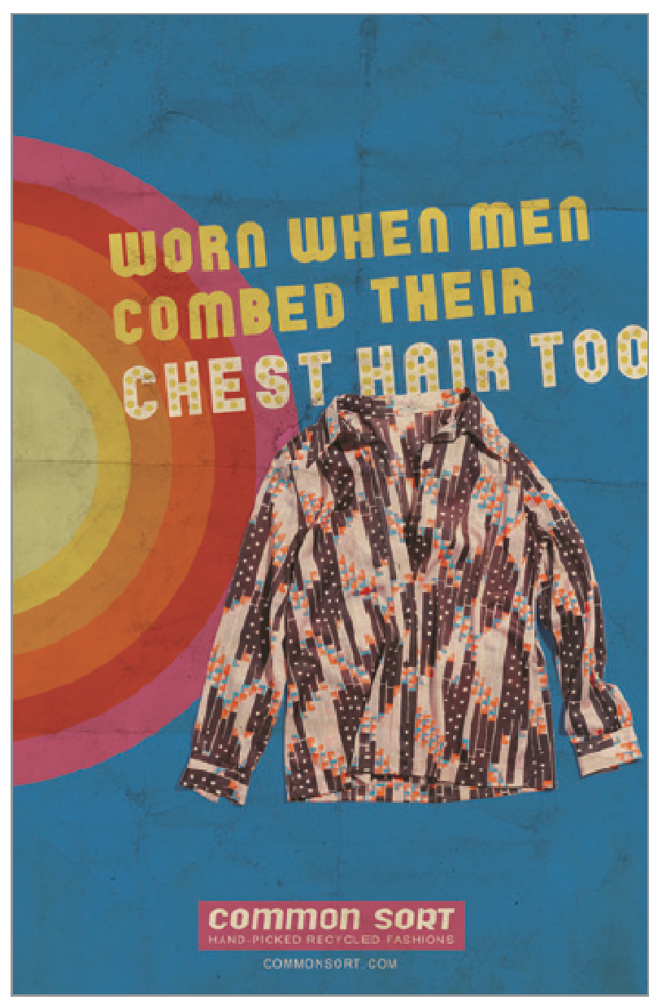 WORN WHEN MEN
COMBED THEIR
CHEST HAIR TOO
COMMON SORT
HAND-PICKED RECYCLED FASHIONS
COMMONSORT.COM